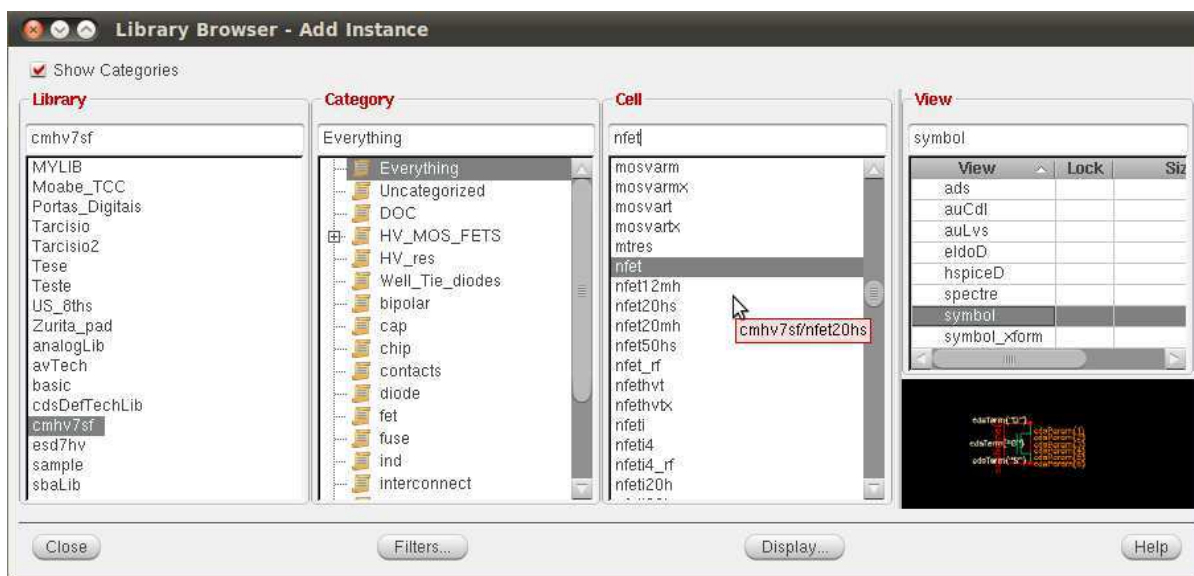 Library Browser - Add Instance
Show Categories
Library
cmhv7sf
MYLIB
Moabe_TCC
Portas_Digitais
Tarcisio
Tarcisio2
Tese
Teste
US_8ths
Zurita_pad
analogLib
avTech
basic
cdsDefTechLib
cmhv7sf
esd7hv
sample
sbaLib
Category
Everything
Everything
Uncategorized
DOC
HV_MOS_FETS
HV_res
Well_Tie_diodes
bipolar
cap
chip
contacts
diode
fet
fuse
ind
interconnect
Cell
nfet
mosvarm
mosvarmx
mosvart
mosvartx
mtres
nfet
nfet12mh
nfet20hs
nfet20mh
nfet50hs
nfet_rf
nfethvt
nfethvtx
nfeti
nfeti4
nfeti4_rf
nfeti20h
cmhv7sf/nfet20hs
View
symbol
View Lock Siz
ads
auCdl
auLvs
eldoD
hspiceD
spectre
symbol
symbol_xform
cdsTerm("D")
cdsTerm("G")
cdsTerm("S")
Close
Filters...
Display...
Help